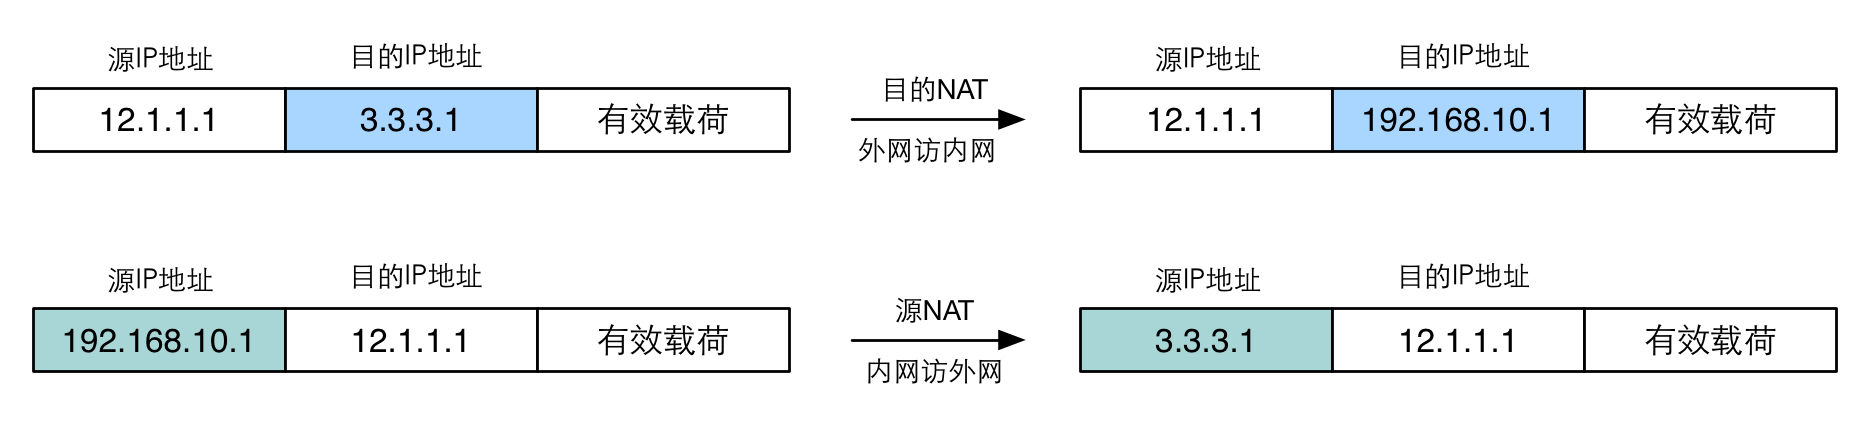 源IP地址 目的IP地址
12.1.1.1 3.3.3.1 有效载荷
目的NAT
外网访内网
源IP地址 目的IP地址
12.1.1.1 192.168.10.1 有效载荷
源IP地址 目的IP地址
192.168.10.1 12.1.1.1 有效载荷
源NAT
内网访外网
源IP地址 目的IP地址
3.3.3.1 12.1.1.1 有效载荷